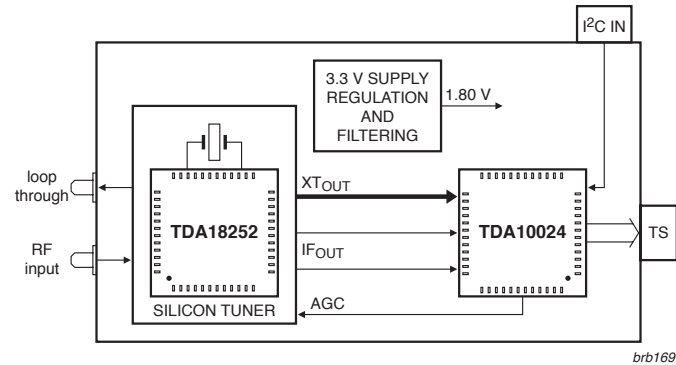 I²C IN
3.3 V SUPPLY
REGULATION
AND
FILTERING
1.80 V
loop
through
RF
input
TDA18252
SILICON TUNER
XTOUT
IFOUT
AGC
TDA10024
TS
brb169